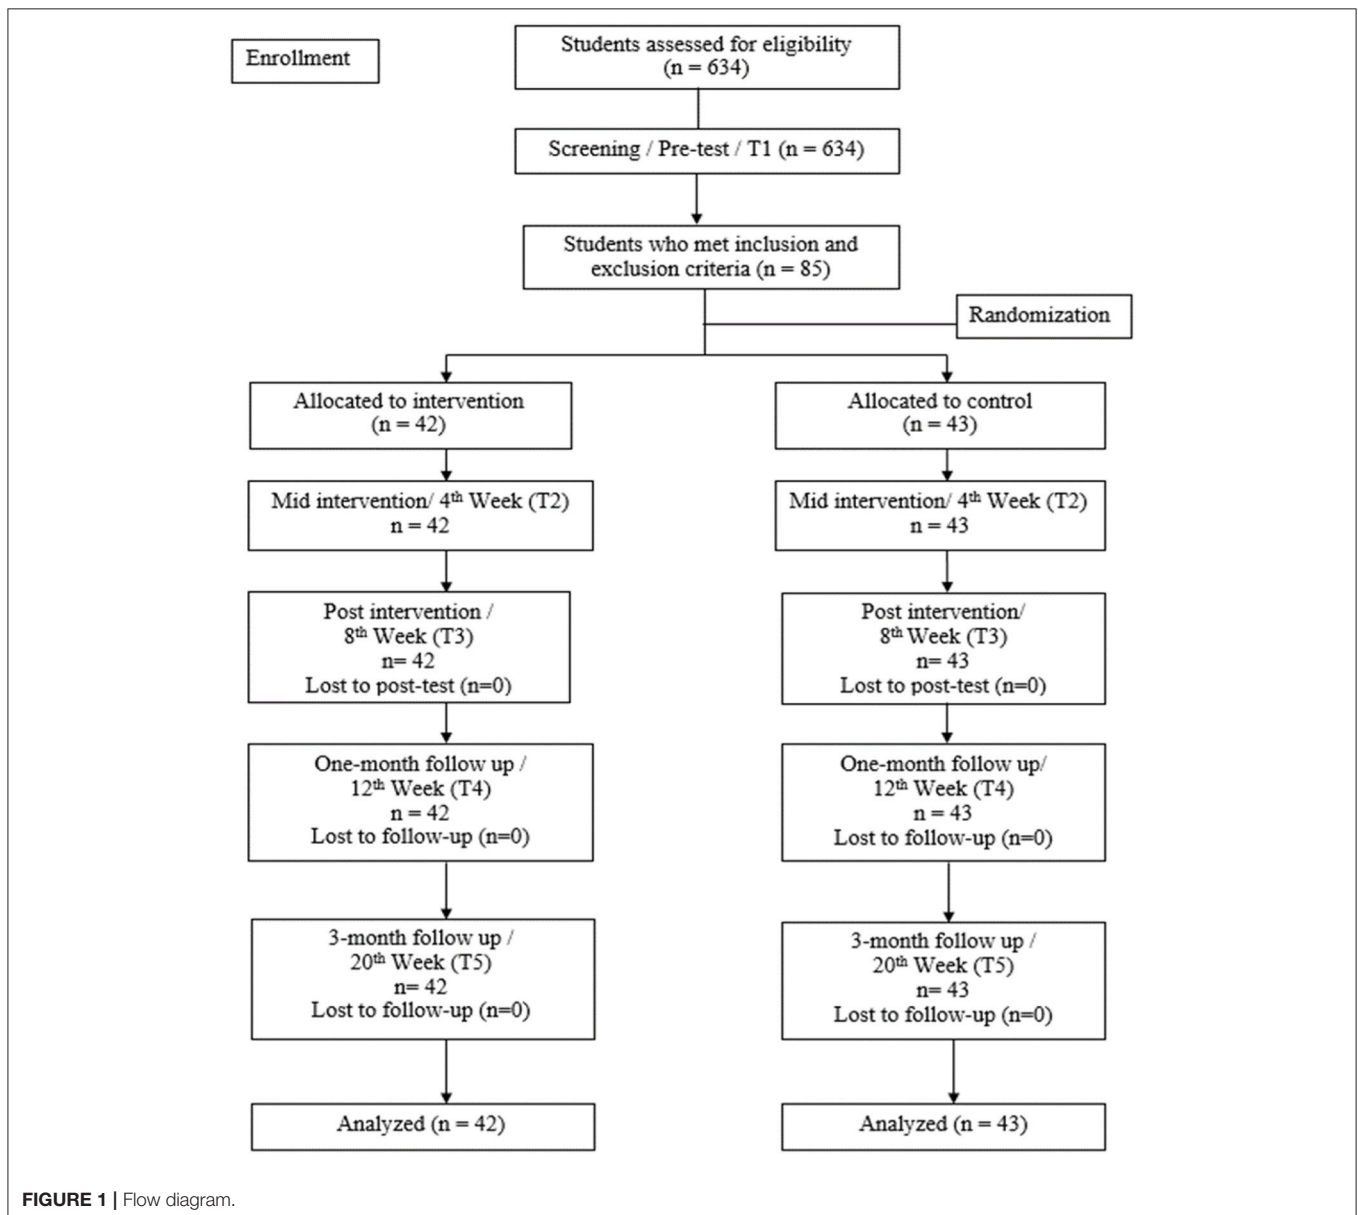 Enrollment
Students assessed for eligibility
(n = 634)
Screening / Pre-test / T1 (n = 634)
Students who met inclusion and
exclusion criteria (n = 85)
Randomization
Allocated to intervention
(n = 42)
Allocated to control
(n = 43)
Mid intervention/ 4th Week (T2)
n = 42
Mid intervention/ 4th Week (T2)
n = 43
Post intervention /
8th Week (T3)
n= 42
Lost to post-test (n=0)
Post intervention/
8th Week (T3)
n= 43
Lost to post-test (n=0)
One-month follow up /
12th Week (T4)
n = 42
Lost to follow-up (n=0)
One-month follow up/
12th Week (T4)
n = 43
Lost to follow-up (n=0)
3-month follow up /
20th Week (T5)
n= 42
Lost to follow-up (n=0)
3-month follow up /
20th Week (T5)
n= 43
Lost to follow-up (n=0)
Analyzed (n = 42)
Analyzed (n = 43)
FIGURE 1 | Flow diagram.